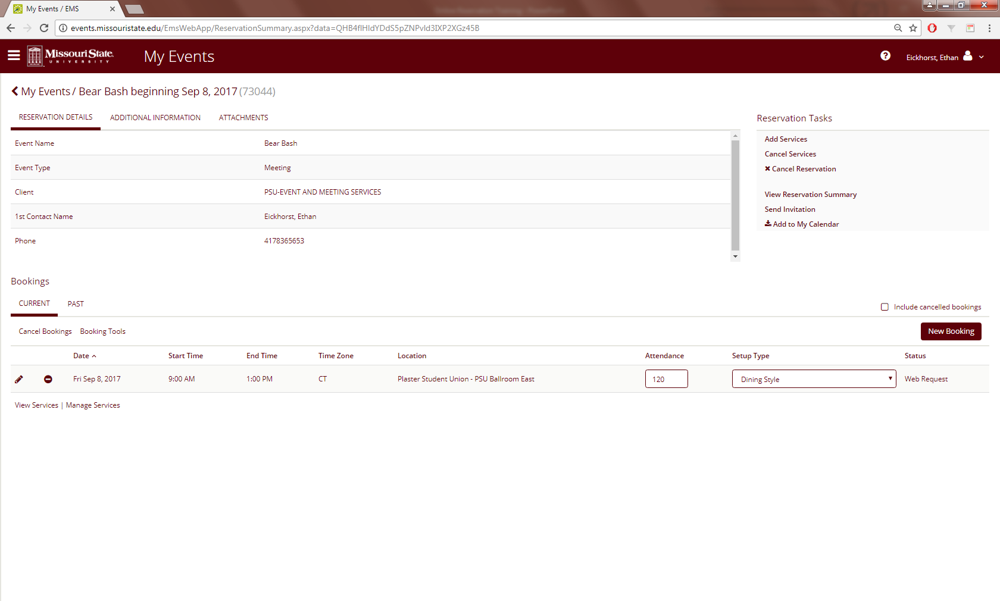 My Events / EMS
events.missouristate.edu/EmsWebApp/ReservationSummary.aspx?data=QHB4flHIdYDdS5pZNPvId3IXP2XGz45B
Missouri State.
UNIVERSITY
My Events
Eickhorst, Ethan
My Events / Bear Bash beginning Sep 8, 2017 (73044)
RESERVATION DETAILS ADDITIONAL INFORMATION ATTACHMENTS
Event Name Bear Bash
Event Type Meeting
Client PSU-EVENT AND MEETING SERVICES
1st Contact Name Eickhorst, Ethan
Phone 4178365653
Reservation Tasks
Add Services
Cancel Services
Cancel Reservation
View Reservation Summary
Send Invitation
Add to My Calendar
Bookings
CURRENT PAST
Include cancelled bookings
Cancel Bookings Booking Tools New Booking
Date Start Time End Time Time Zone Location Attendance Setup Type Status
Fri Sep 8, 2017 9:00 AM 1:00 PM CT Plaster Student Union - PSU Ballroom East 120 Dining Style Web Request
View Services | Manage Services